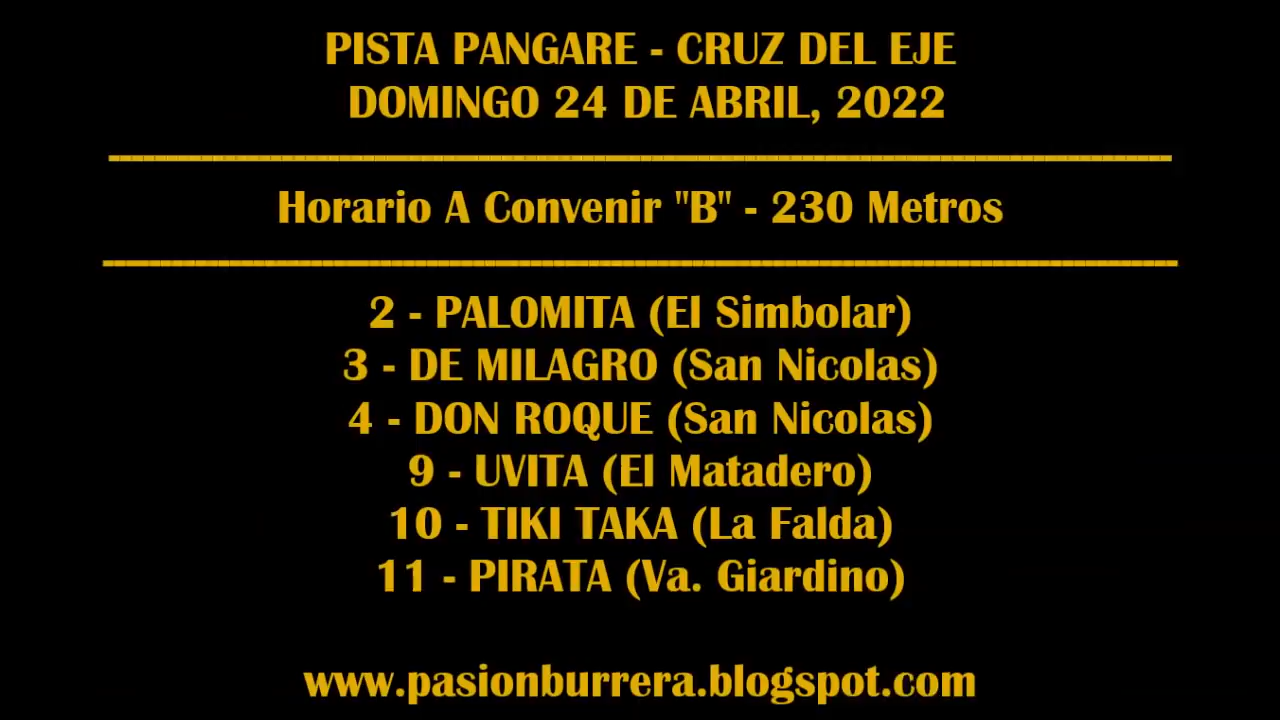 PISTA PANGARE - CRUZ DEL EJE
DOMINGO 24 DE ABRIL, 2022
Horario A Convenir "B" - 230 Metros
2 - PALOMITA (El Simbolar)
3 - DE MILAGRO (San Nicolas)
4 - DON ROQUE (San Nicolas)
9 - UVITA (El Matadero)
10 - TIKI TAKA (La Falda)
11 - PIRATA (Va. Giardino)
www.pasionburrera.blogspot.com